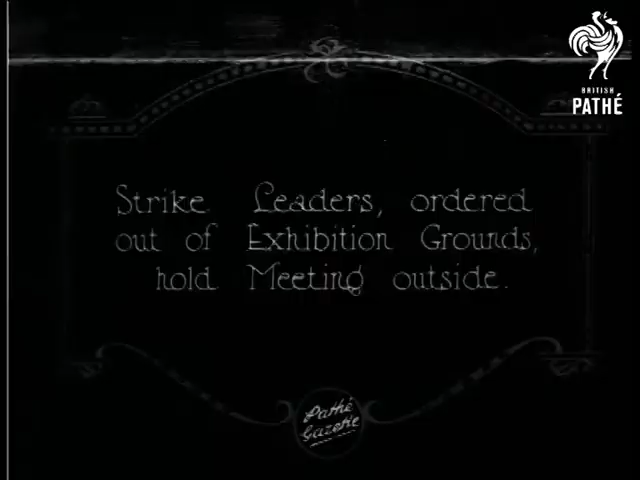 BRITISH
PATHÉ
Strike Leaders, ordered
out of Exhibition Grounds,
hold Meeting outside.
Pathé
Gazette